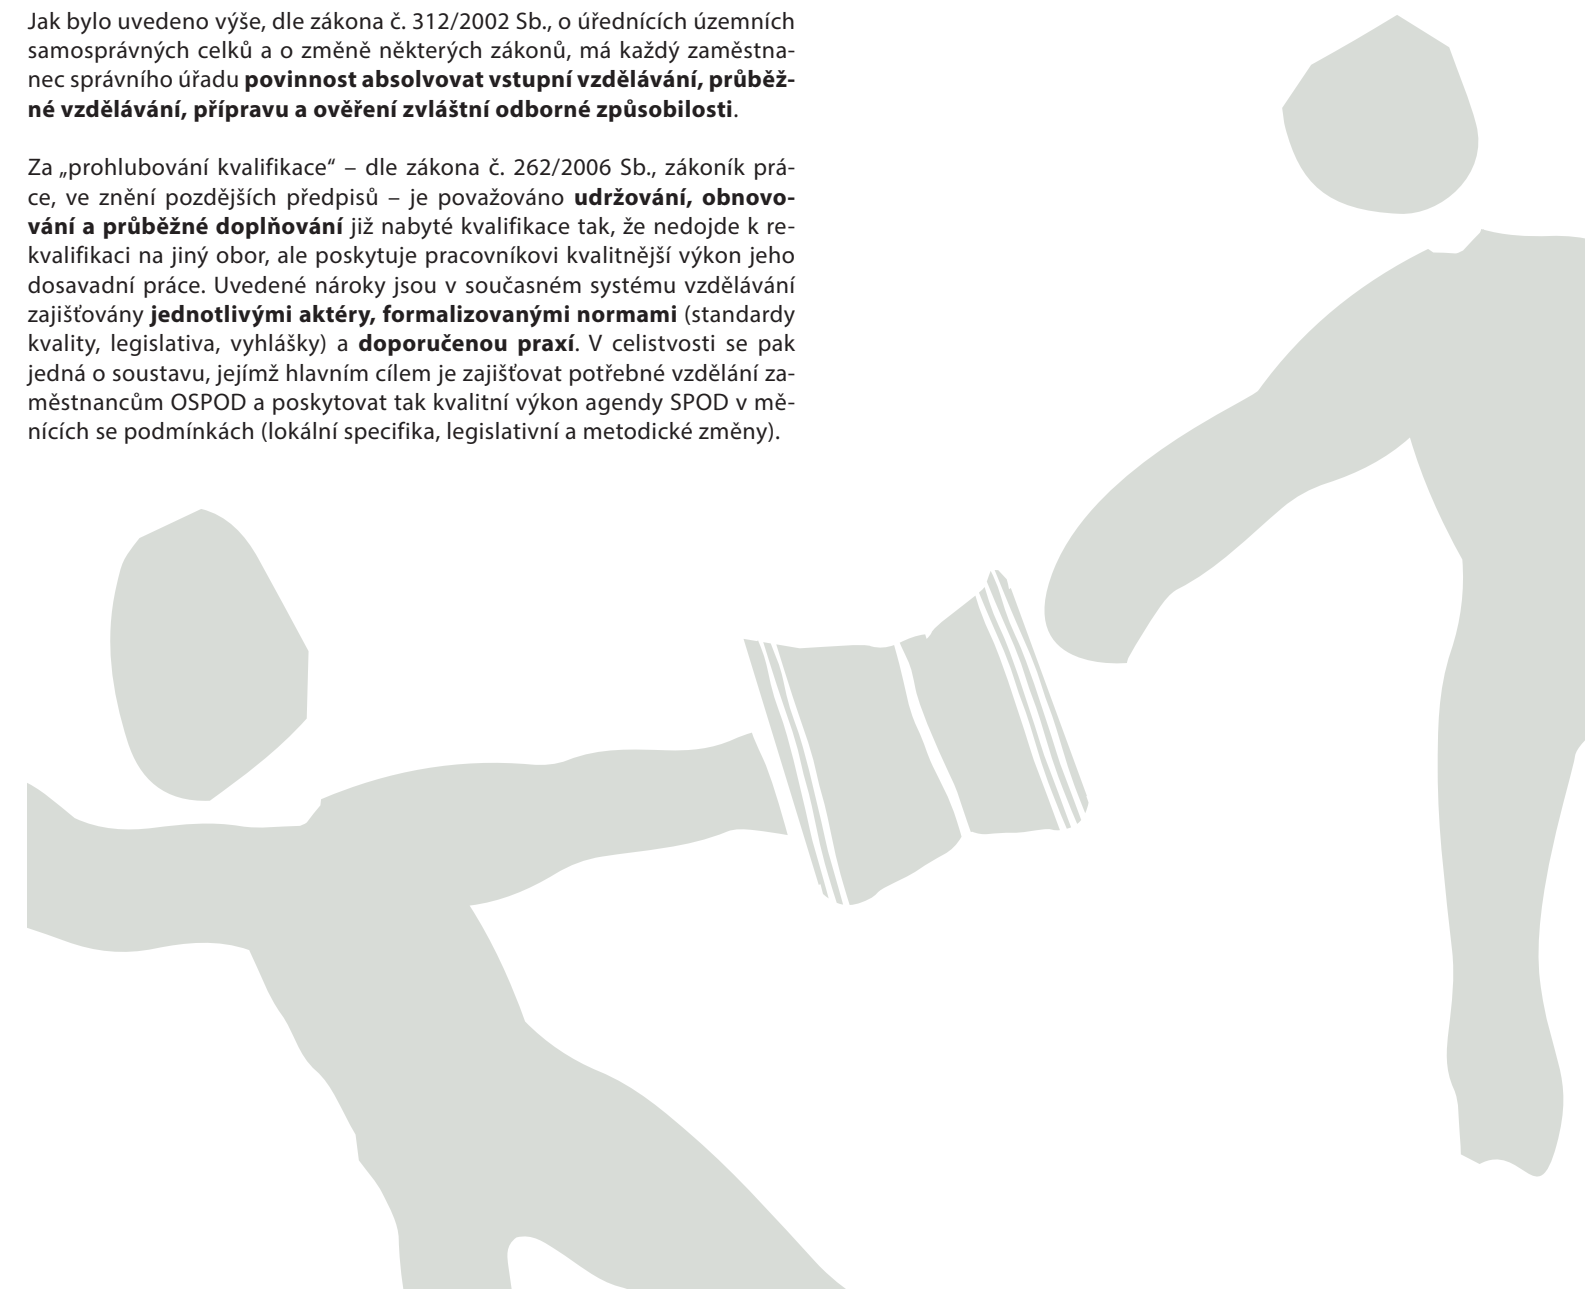 Jak bylo uvedeno výše, dle zákona č. 312/2002 Sb., o úřednících územních
samosprávných celků a o změně některých zákonů, má každý zaměstna-
nec správního úřadu povinnost absolvovat vstupní vzdělávání, průběž-
né vzdělávání, přípravu a ověření zvláštní odborné způsobilosti.
Za „prohlubování kvalifikace“ – dle zákona č. 262/2006 Sb., zákoník prá-
ce, ve znění pozdějších předpisů – je považováno udržování, obnovo-
vání a průběžné doplňování již nabyté kvalifikace tak, že nedojde k re-
kvalifikaci na jiný obor, ale poskytuje pracovníkovi kvalitnější výkon jeho
dosavadní práce. Uvedené nároky jsou v současném systému vzdělávání
zajišťovány jednotlivými aktéry, formalizovanými normami (standardy
kvality, legislativa, vyhlášky) a doporučenou praxí. V celistvosti se pak
jedná o soustavu, jejímž hlavním cílem je zajišťovat potřebné vzdělání za-
městnancům OSPOD a poskytovat tak kvalitní výkon agendy SPOD v mě-
nících se podmínkách (lokální specifika, legislativní a metodické změny).